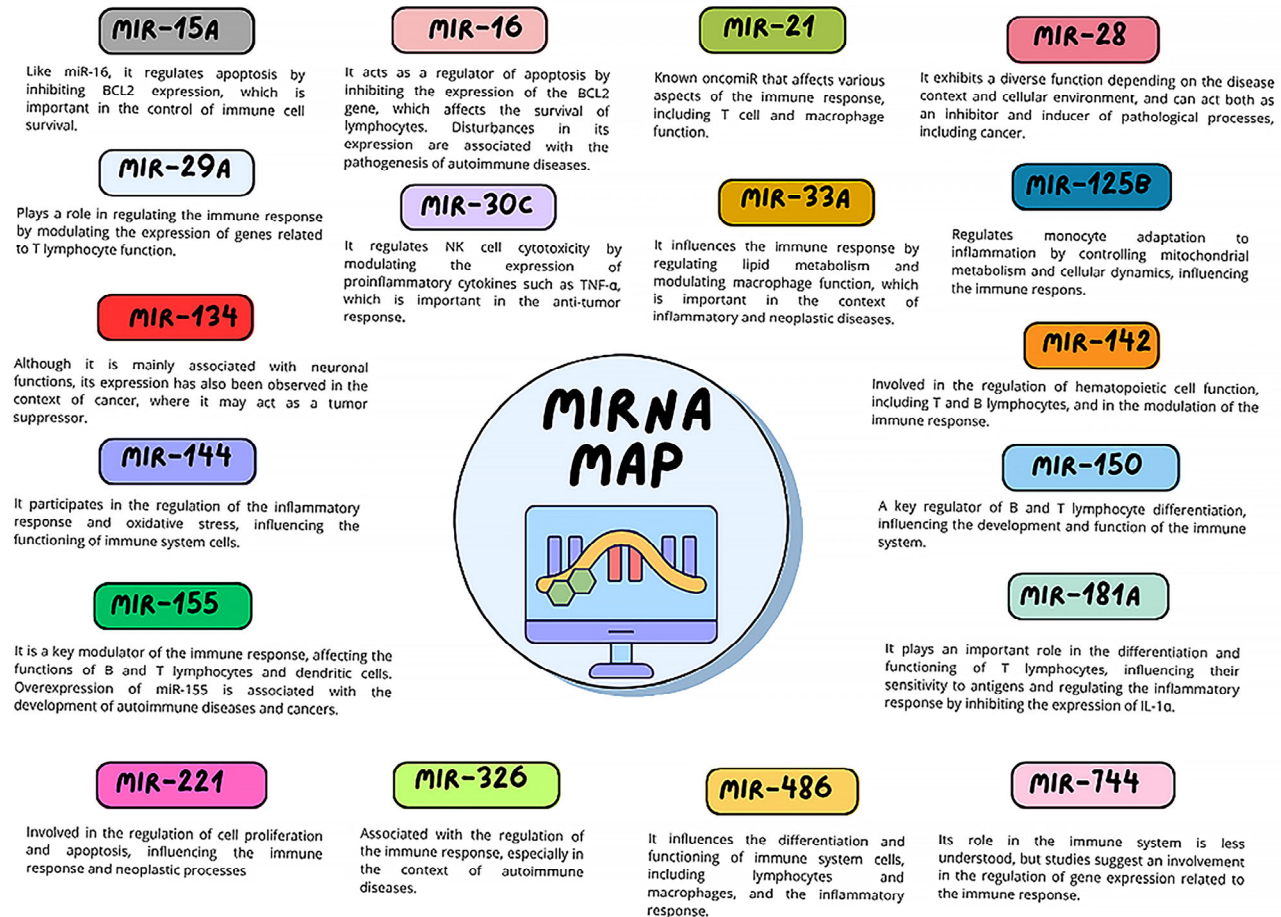 MIR-15A
Like miR-16, it regulates apoptosis by
inhibiting BCL2 expression, which is
important in the control of immune cell
survival.
MIR-16
It acts as a regulator of apoptosis by
inhibiting the expression of the BCL2
gene, which affects the survival of
lymphocytes. Disturbances in its
expression are associated with the
pathogenesis of autoimmune diseases.
MIR-21
Known oncomiR that affects various
aspects of the immune response,
including T cell and macrophage
function.
MIR-28
It exhibits a diverse function depending on the disease
context and cellular environment, and can act both as
an inhibitor and inducer of pathological processes,
including cancer.
MIR-29A
Plays a role in regulating the immune response
by modulating the expression of genes related
to T lymphocyte function.
MIR-30C
It regulates NK cell cytotoxicity by
modulating the expression of
proinflammatory cytokines such as TNF-α,
which is important in the anti-tumor
response.
MIR-33A
It influences the immune response by
regulating lipid metabolism and
modulating macrophage function, which
is important in the context of
inflammatory and neoplastic diseases.
MIR-125B
Regulates monocyte adaptation to
inflammation by controlling mitochondrial
metabolism and cellular dynamics, influencing
the immune respons.
MIR-134
Although it is mainly associated with neuronal
functions, its expression has also been observed in the
context of cancer, where it may act as a tumor
suppressor.
MIR-142
Involved in the regulation of hematopoietic cell function,
including T and B lymphocytes, and in the modulation of the
immune response.
MIRNA
MAP
MIR-144
It participates in the regulation of the inflammatory
response and oxidative stress, influencing the
functioning of immune system cells.
MIR-150
A key regulator of B and T lymphocyte differentiation,
influencing the development and function of the immune
system.
MIR-155
It is a key modulator of the immune response, affecting the
functions of B and T lymphocytes and dendritic cells.
Overexpression of miR-155 is associated with the
development of autoimmune diseases and cancers.
MIR-181A
It plays an important role in the differentiation and
functioning of T lymphocytes, influencing their
sensitivity to antigens and regulating the inflammatory
response by inhibiting the expression of IL-1α.
MIR-221
Involved in the regulation of cell proliferation
and apoptosis, influencing the immune
response and neoplastic processes
MIR-326
Associated with the regulation of
the immune response, especially in
the context of autoimmune
diseases.
MIR-486
It influences the differentiation and
functioning of immune system cells,
including lymphocytes and
macrophages, and the inflammatory
response.
MIR-744
Its role in the immune system is less
understood, but studies suggest an involvement
in the regulation of gene expression related to
the immune response.